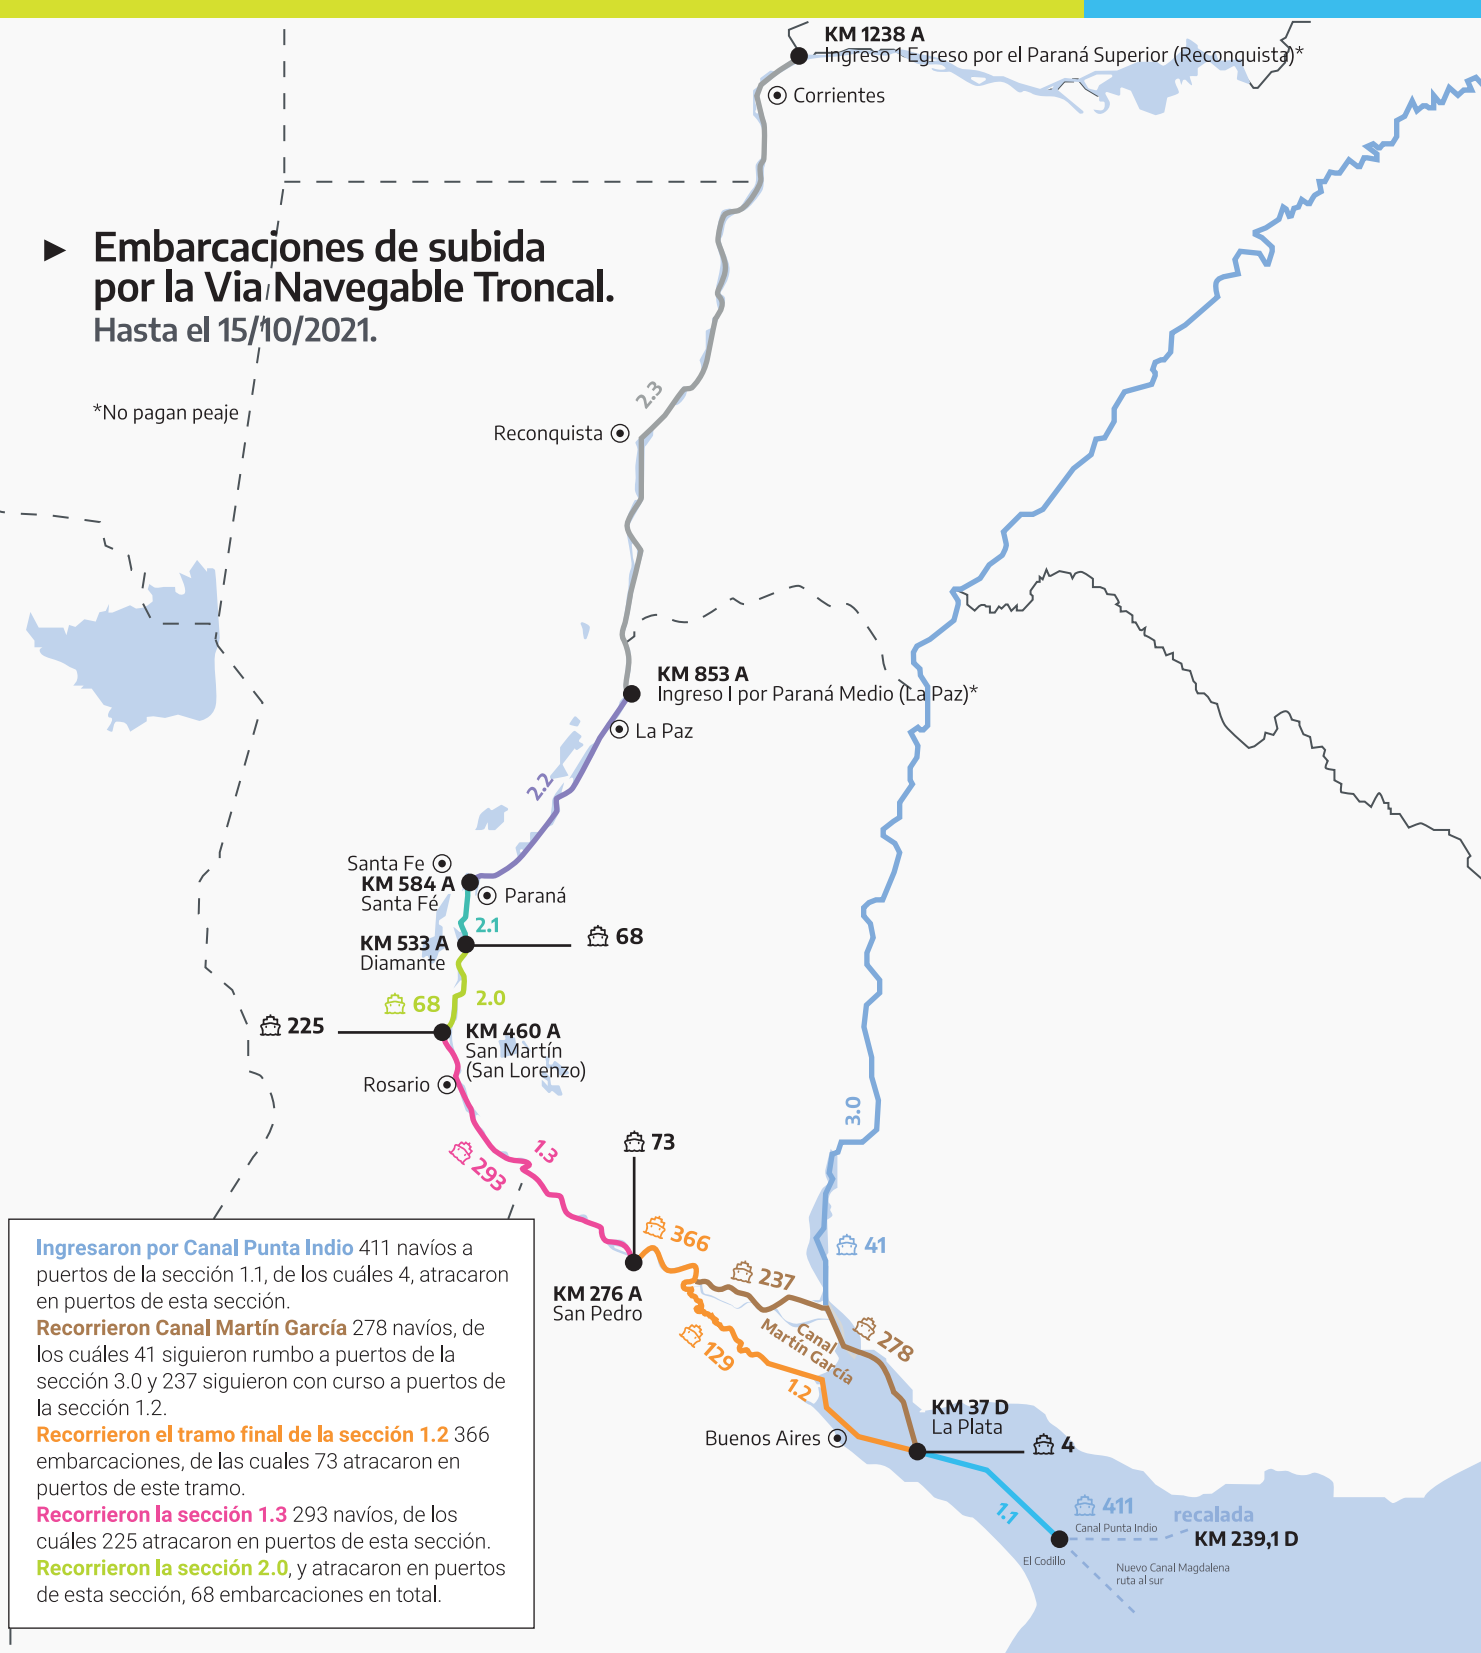 KM 1238 A
Ingreso 1 Egreso por el Paraná Superior (Reconquista)*
Corrientes
► Embarcaciones de subida
por la Via Navegable Troncal.
Hasta el 15/10/2021.
*No pagan peaje
2.3
Reconquista
KM 853 A
Ingreso I por Paraná Medio (La Paz)*
La Paz
2.2
Santa Fe
KM 584 A
Santa Fé
Paraná
2.1
KM 533 A
Diamante
68
68
2.0
225
KM 460 A
San Martín
(San Lorenzo)
Rosario
3.0
73
1.3
293
366
41
237
KM 276 A
San Pedro
Canal
Martín García
278
129
1.2
KM 37 D
La Plata
Buenos Aires
4
1.1
411
recalada
Canal Punta Indio
KM 239,1 D
El Codillo
Nuevo Canal Magdalena
ruta al sur
Ingresaron por Canal Punta Indio 411 navíos a
puertos de la sección 1.1, de los cuáles 4, atracaron
en puertos de esta sección.
Recorrieron Canal Martín García 278 navíos, de
los cuáles 41 siguieron rumbo a puertos de la
sección 3.0 y 237 siguieron con curso a puertos de
la sección 1.2.
Recorrieron el tramo final de la sección 1.2 366
embarcaciones, de las cuales 73 atracaron en
puertos de este tramo.
Recorrieron la sección 1.3 293 navíos, de los
cuáles 225 atracaron en puertos de esta sección.
Recorrieron la sección 2.0, y atracaron en puertos
de esta sección, 68 embarcaciones en total.